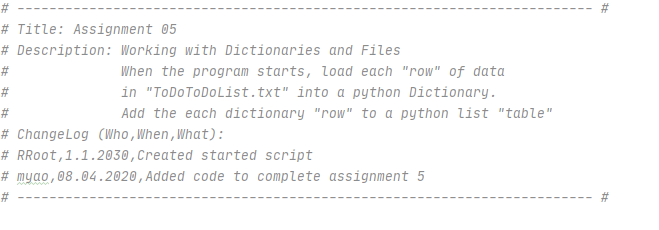 # ------------------------------------------------------------------------ #
# Title: Assignment 05
# Description: Working with Dictionaries and Files
#              When the program starts, load each "row" of data
#              in "ToDoToDoList.txt" into a python Dictionary.
#              Add the each dictionary "row" to a python list "table"
# ChangeLog (Who,When,What):
# RRoot,1.1.2030,Created started script
# myao,08.04.2020,Added code to complete assignment 5
# ------------------------------------------------------------------------ #